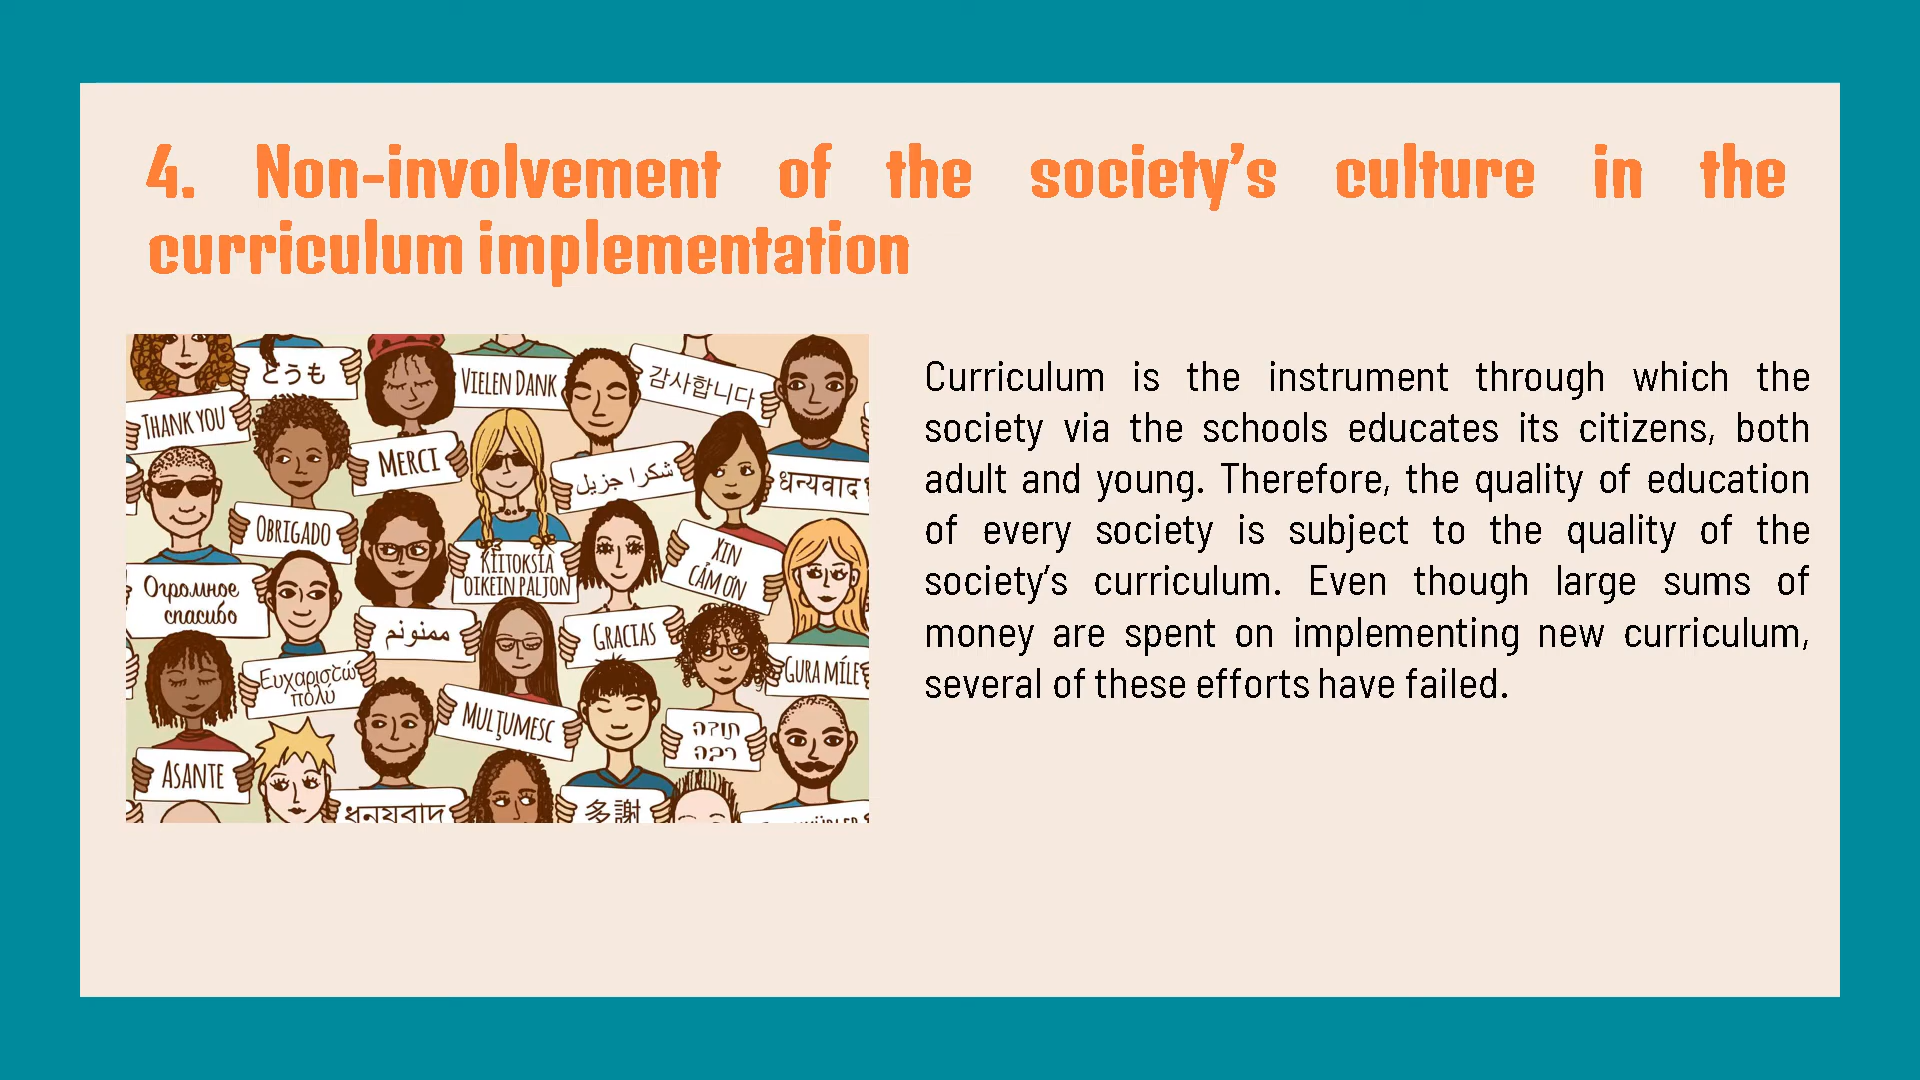 4. Non-involvement of the society’s culture in the
curriculum implementation
とうも
VIELEN DANK
감사합니다
THANK YOU
MERCI
شكرا جزيل
धन्यवाद
OBRIGADO
KIITOKSIA
OIKEIN PALJON
XIN
CẢM ƠN
Огромное
спасибо
ممنونم
GRACIAS
GURA MÍLE
Ευχαριστώ
πολύ
MULŢUMESC
תודה
רבה
ASANTE
多謝
Curriculum is the instrument through which the
society via the schools educates its citizens, both
adult and young. Therefore, the quality of education
of every society is subject to the quality of the
society’s curriculum. Even though large sums of
money are spent on implementing new curriculum,
several of these efforts have failed.